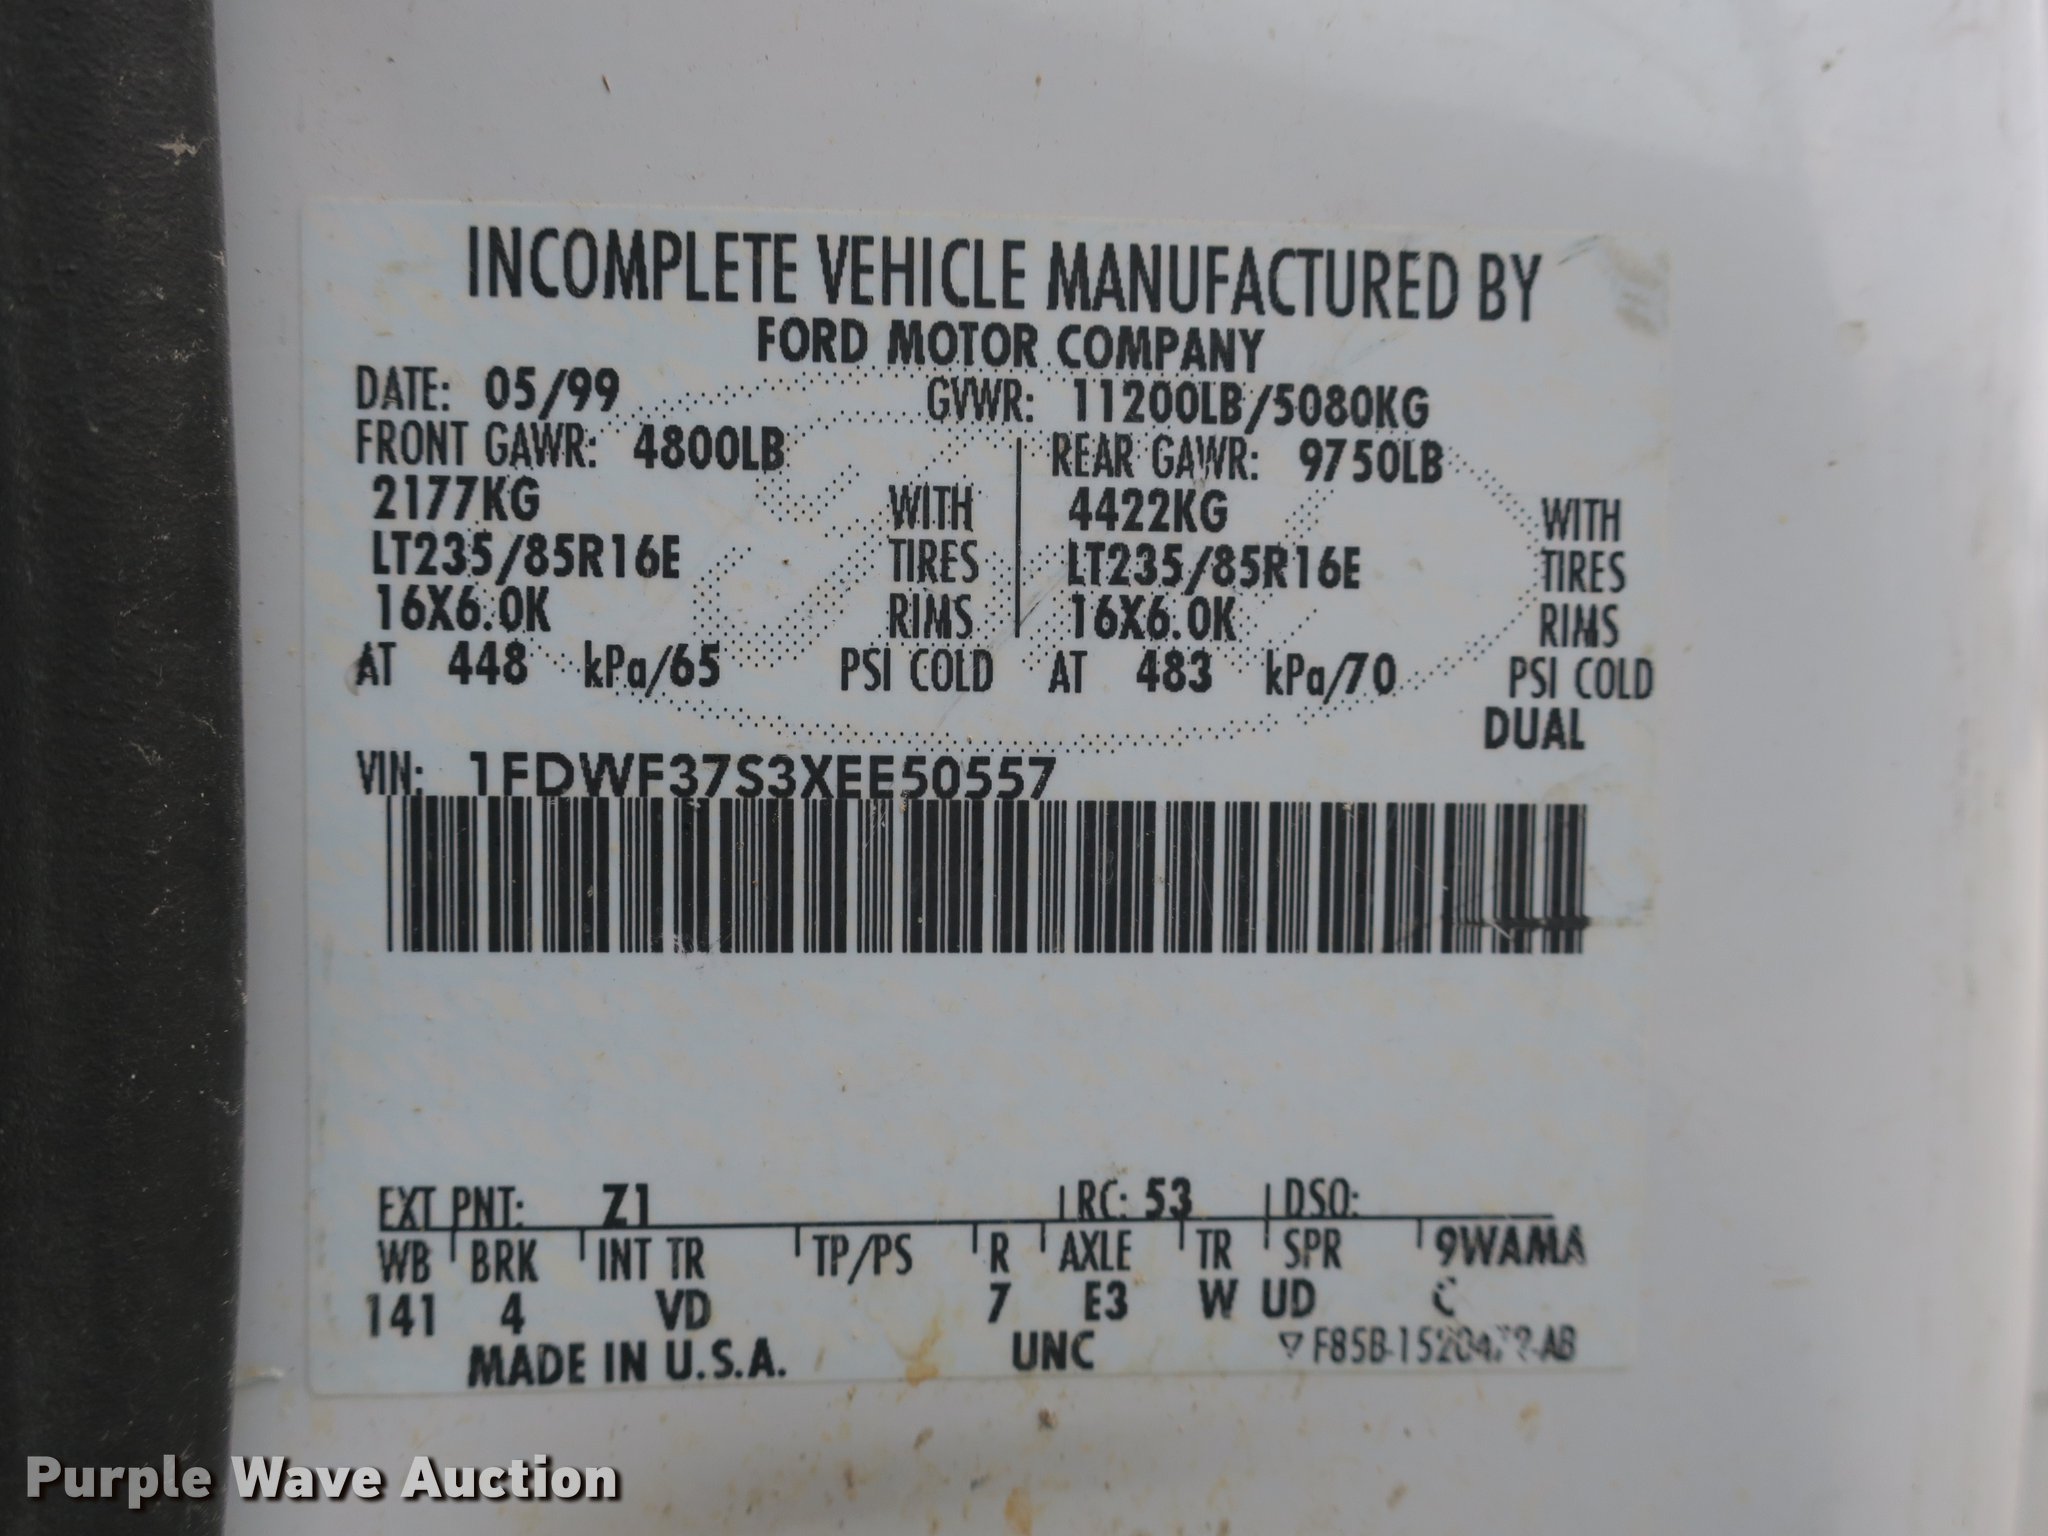 INCOMPLETE VEHICLE MANUFACTURED BY
FORD MOTOR COMPANY
DATE: 05/99 GVWR: 11200LB/5080KG
FRONT GAWR: 4800LB REAR GAWR: 9750LB
2177KG WITH 4422KG WITH
LT235/85R16E TIRES LT235/85R16E TIRES
16X6.0K RIMS 16X6.0K RIMS
AT 448 kPa/65 PSI COLD AT 483 kPa/70 PSI COLD
DUAL
VIN: 1FDWF37S3XEE50557
EXT PNT: Z1 RC: 53 DSO:
WB BRK INT TR TP/PS R AXLE TR SPR 9WAMA
141 4 VD 7 E3 W UD
MADE IN U.S.A. UNC
Purple Wave Auction